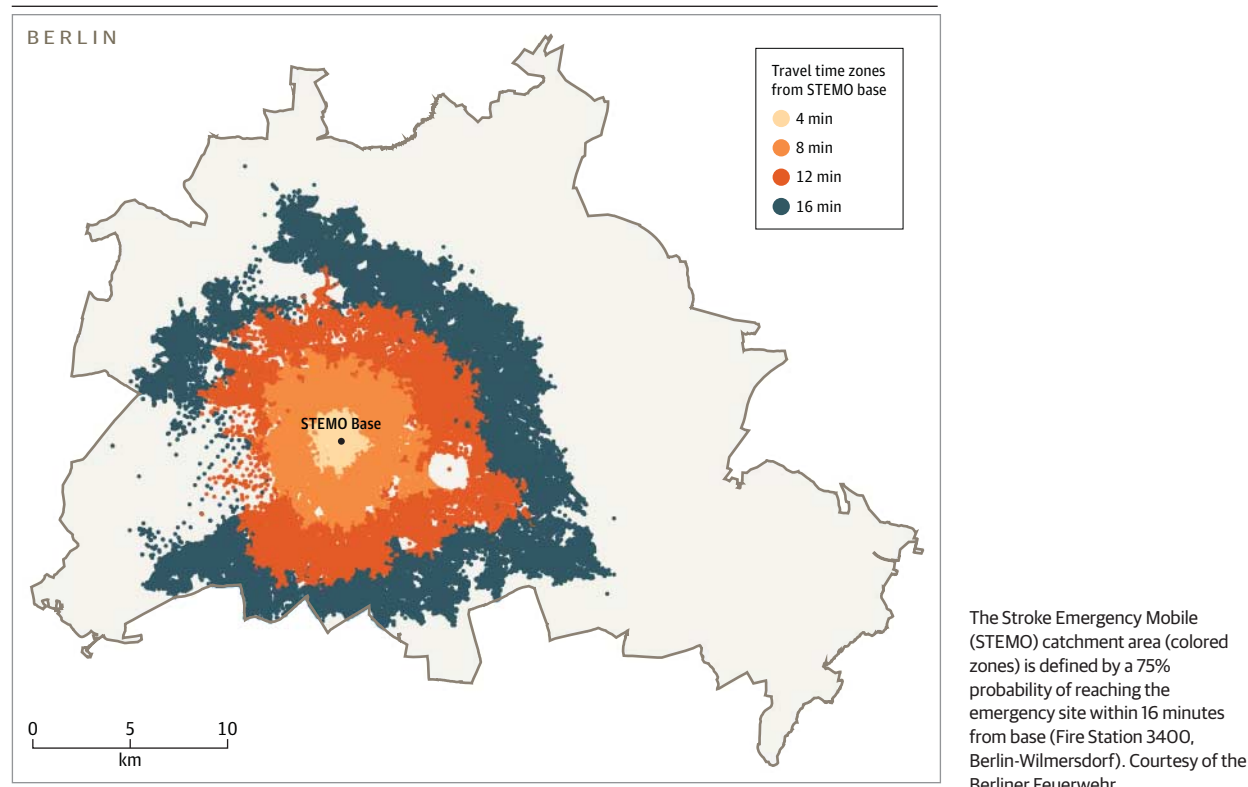 BERLIN
Travel time zones
from STEMO base
4 min
8 min
12 min
16 min
STEMO Base
0 5 10
km
The Stroke Emergency Mobile
(STEMO) catchment area (colored
zones) is defined by a 75%
probability of reaching the
emergency site within 16 minutes
from base (Fire Station 3400,
Berlin-Wilmersdorf). Courtesy of the
Berliner Feuerwehr